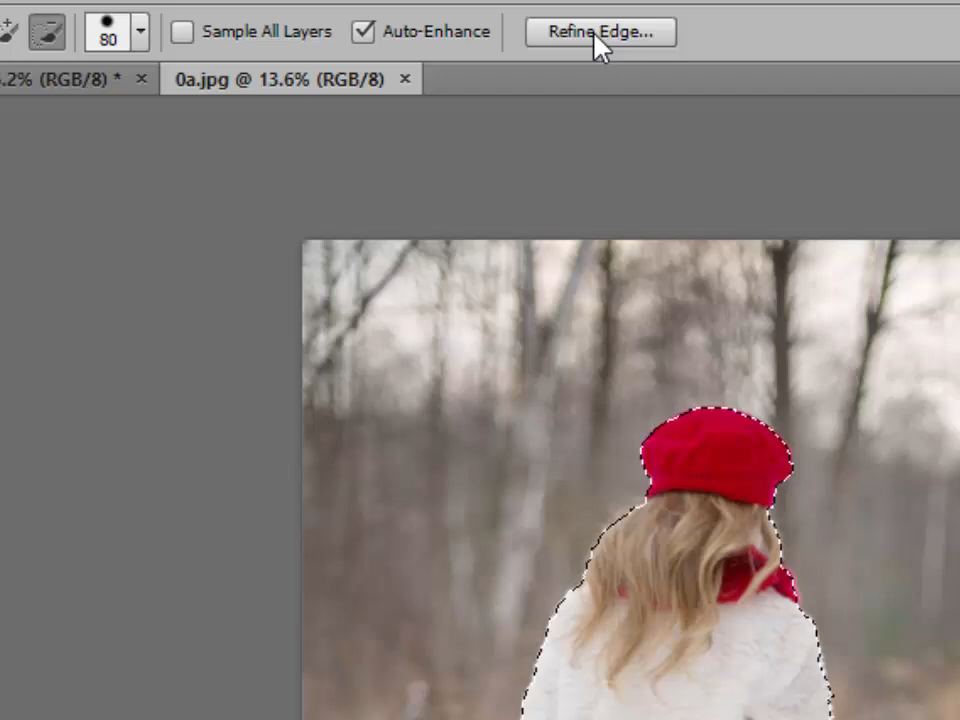 80 Sample All Layers Auto-Enhance Refine Edge...
.2% (RGB/8) * × 0a.jpg @ 13.6% (RGB/8) ×